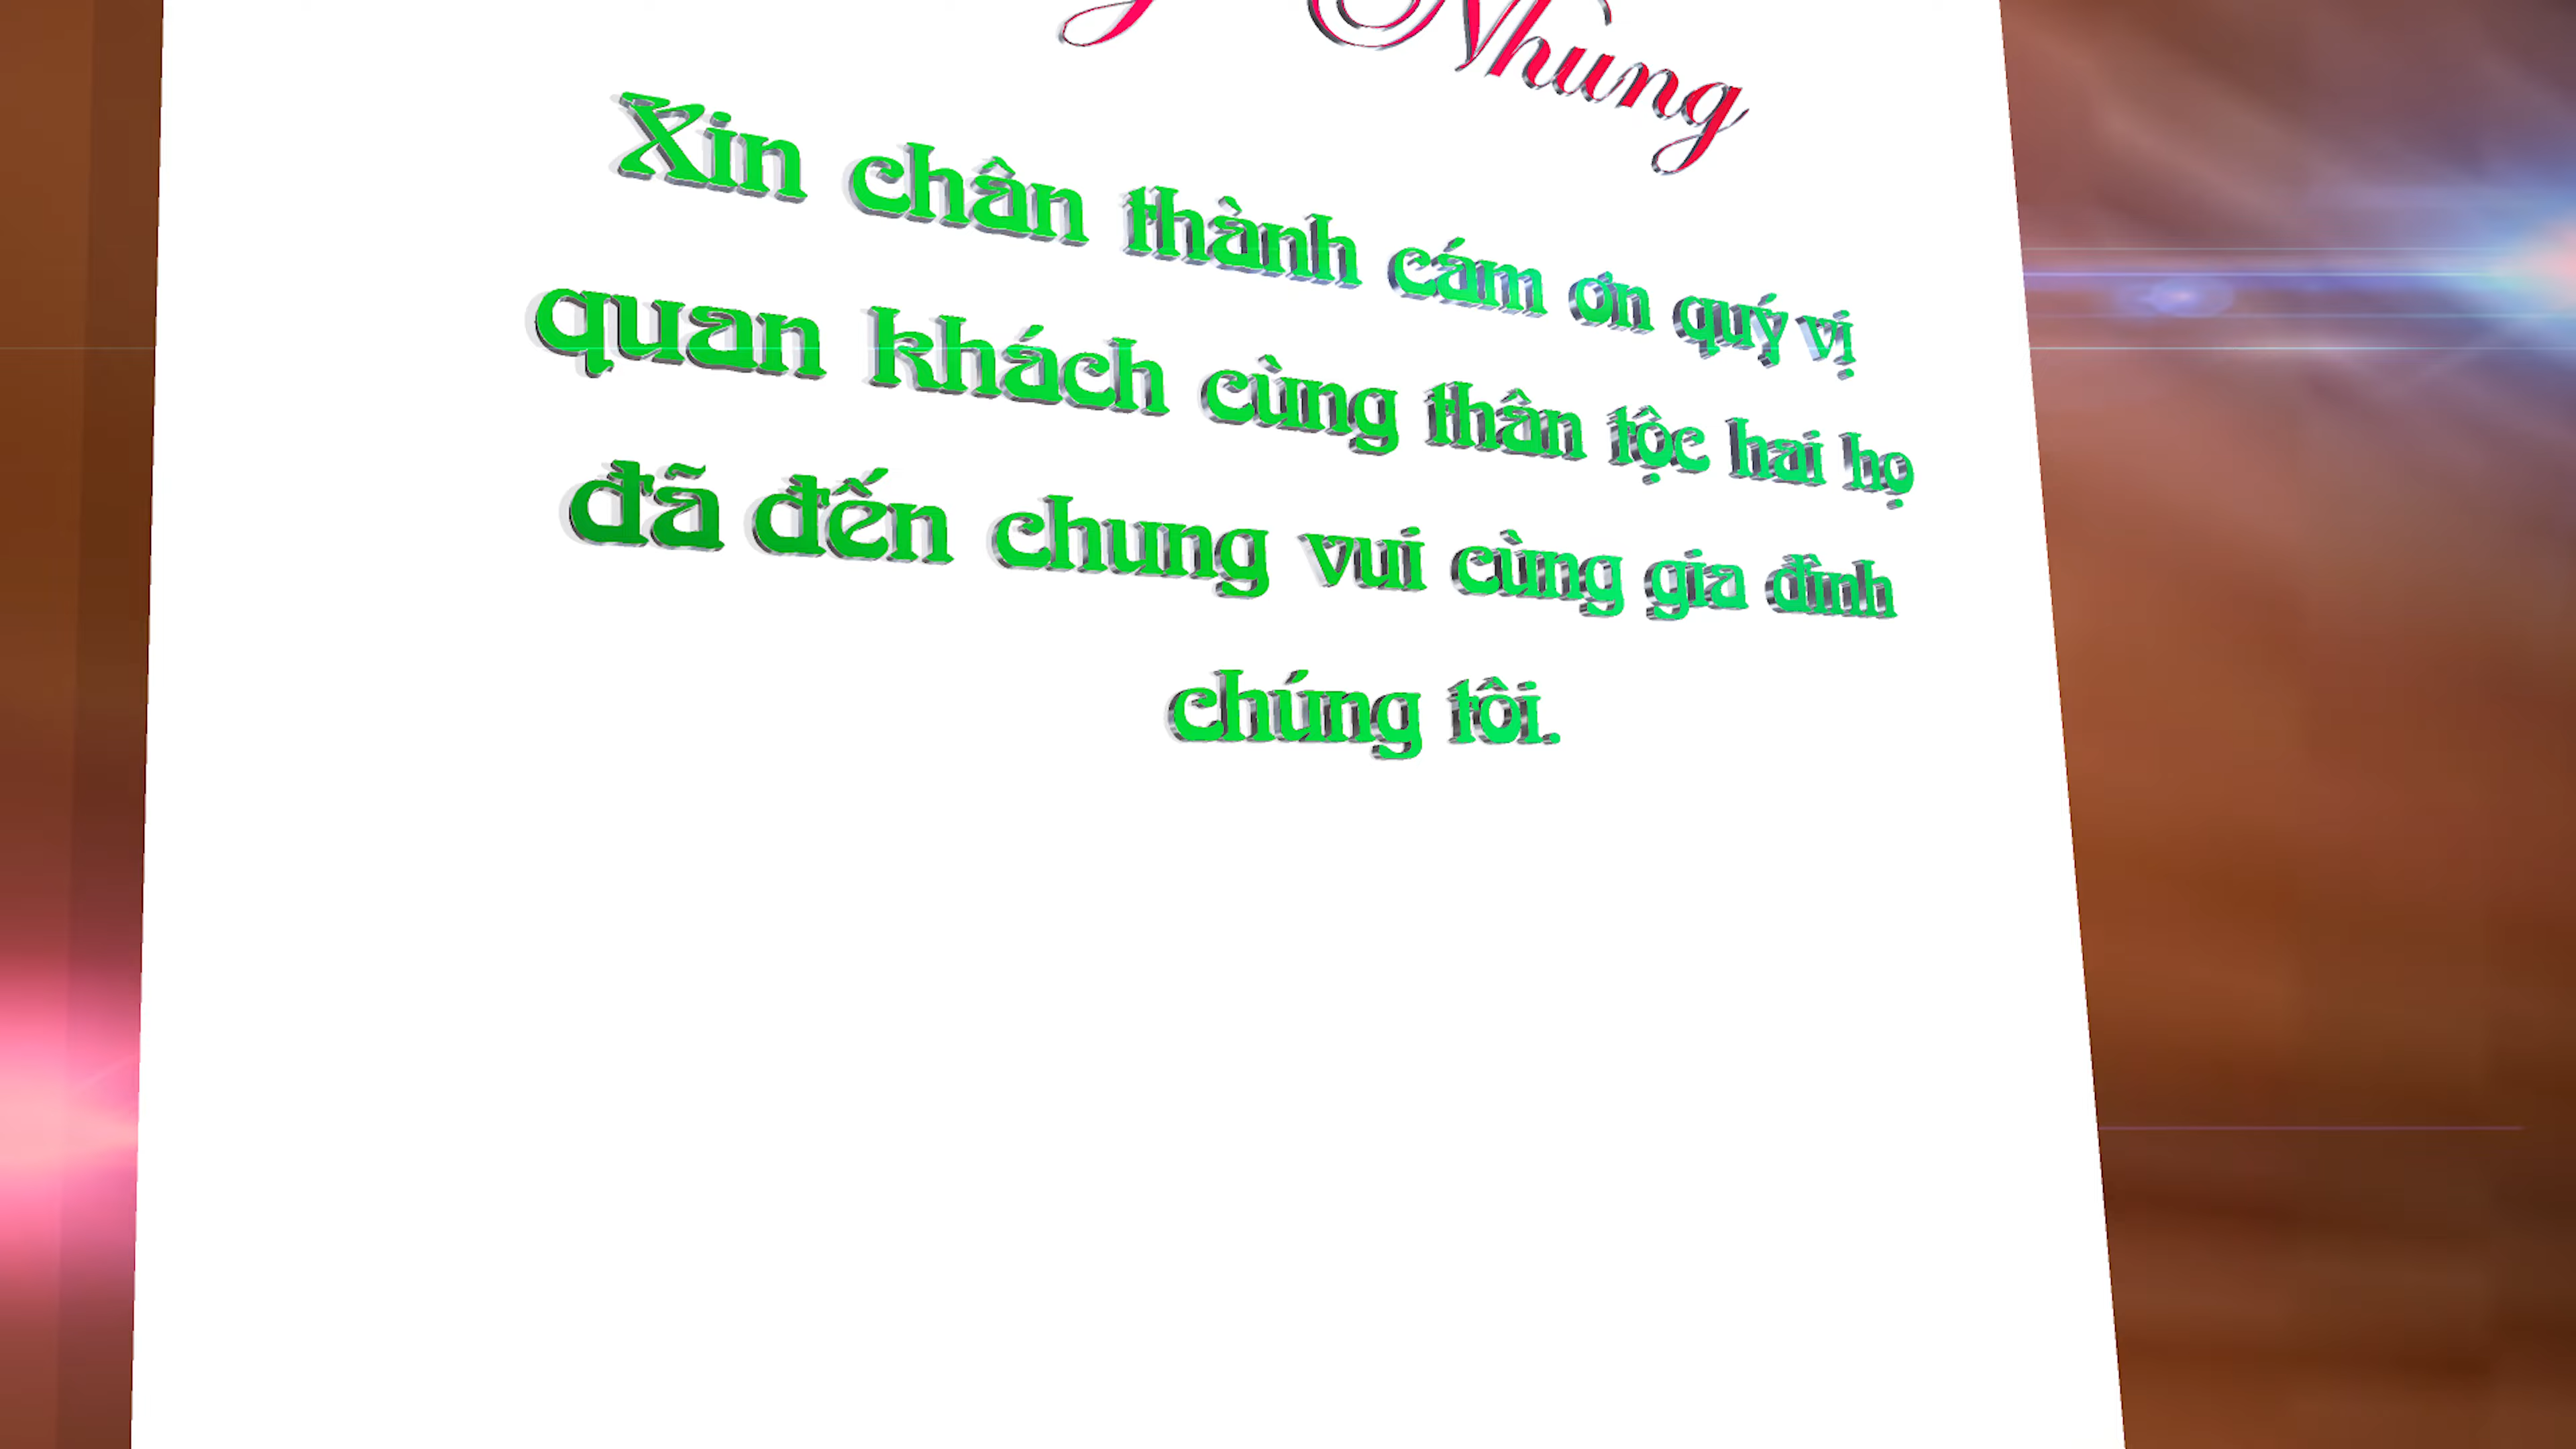 Nhung
Xin chân thành cám ơn quý vị
quan khách cùng thân tộc hai họ
đã đến chung vui cùng gia đình
chúng tôi.